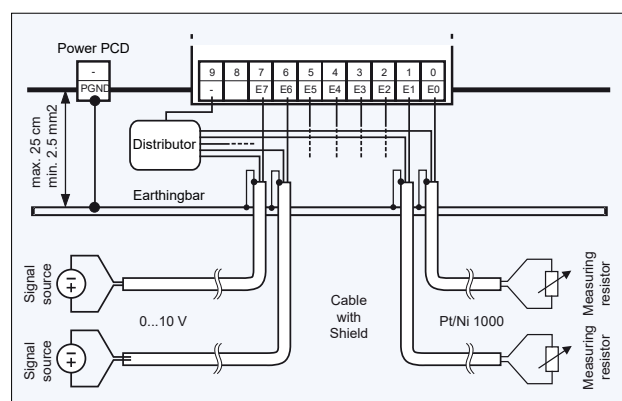 Power PCD
-
PGND
9 8 7 6 5 4 3 2 1 0
- E7 E6 E5 E4 E3 E2 E1 E0
max. 25 cm
min. 2.5 mm2
Distributor
Earthingbar
Signal
source
0...10 V
Cable
with
Shield
Pt/Ni 1000
Measuring
resistor
Signal
source
Measuring
resistor